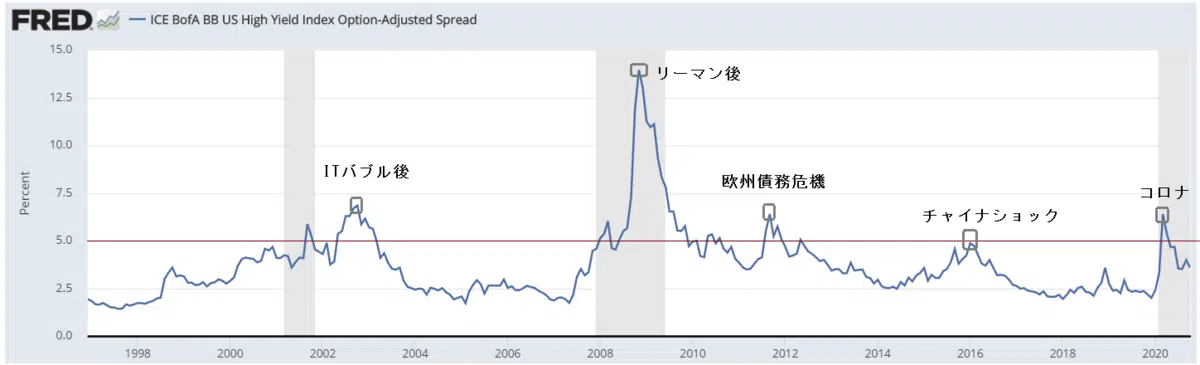 FRED ICE BofA BB US High Yield Index Option-Adjusted Spread
15.0
12.5
10.0
7.5
5.0
2.5
0.0
Percent
リーマン後
ITバブル後
欧州債務危機
チャイナショック
コロナ
1998 2000 2002 2004 2006 2008 2010 2012 2014 2016 2018 2020